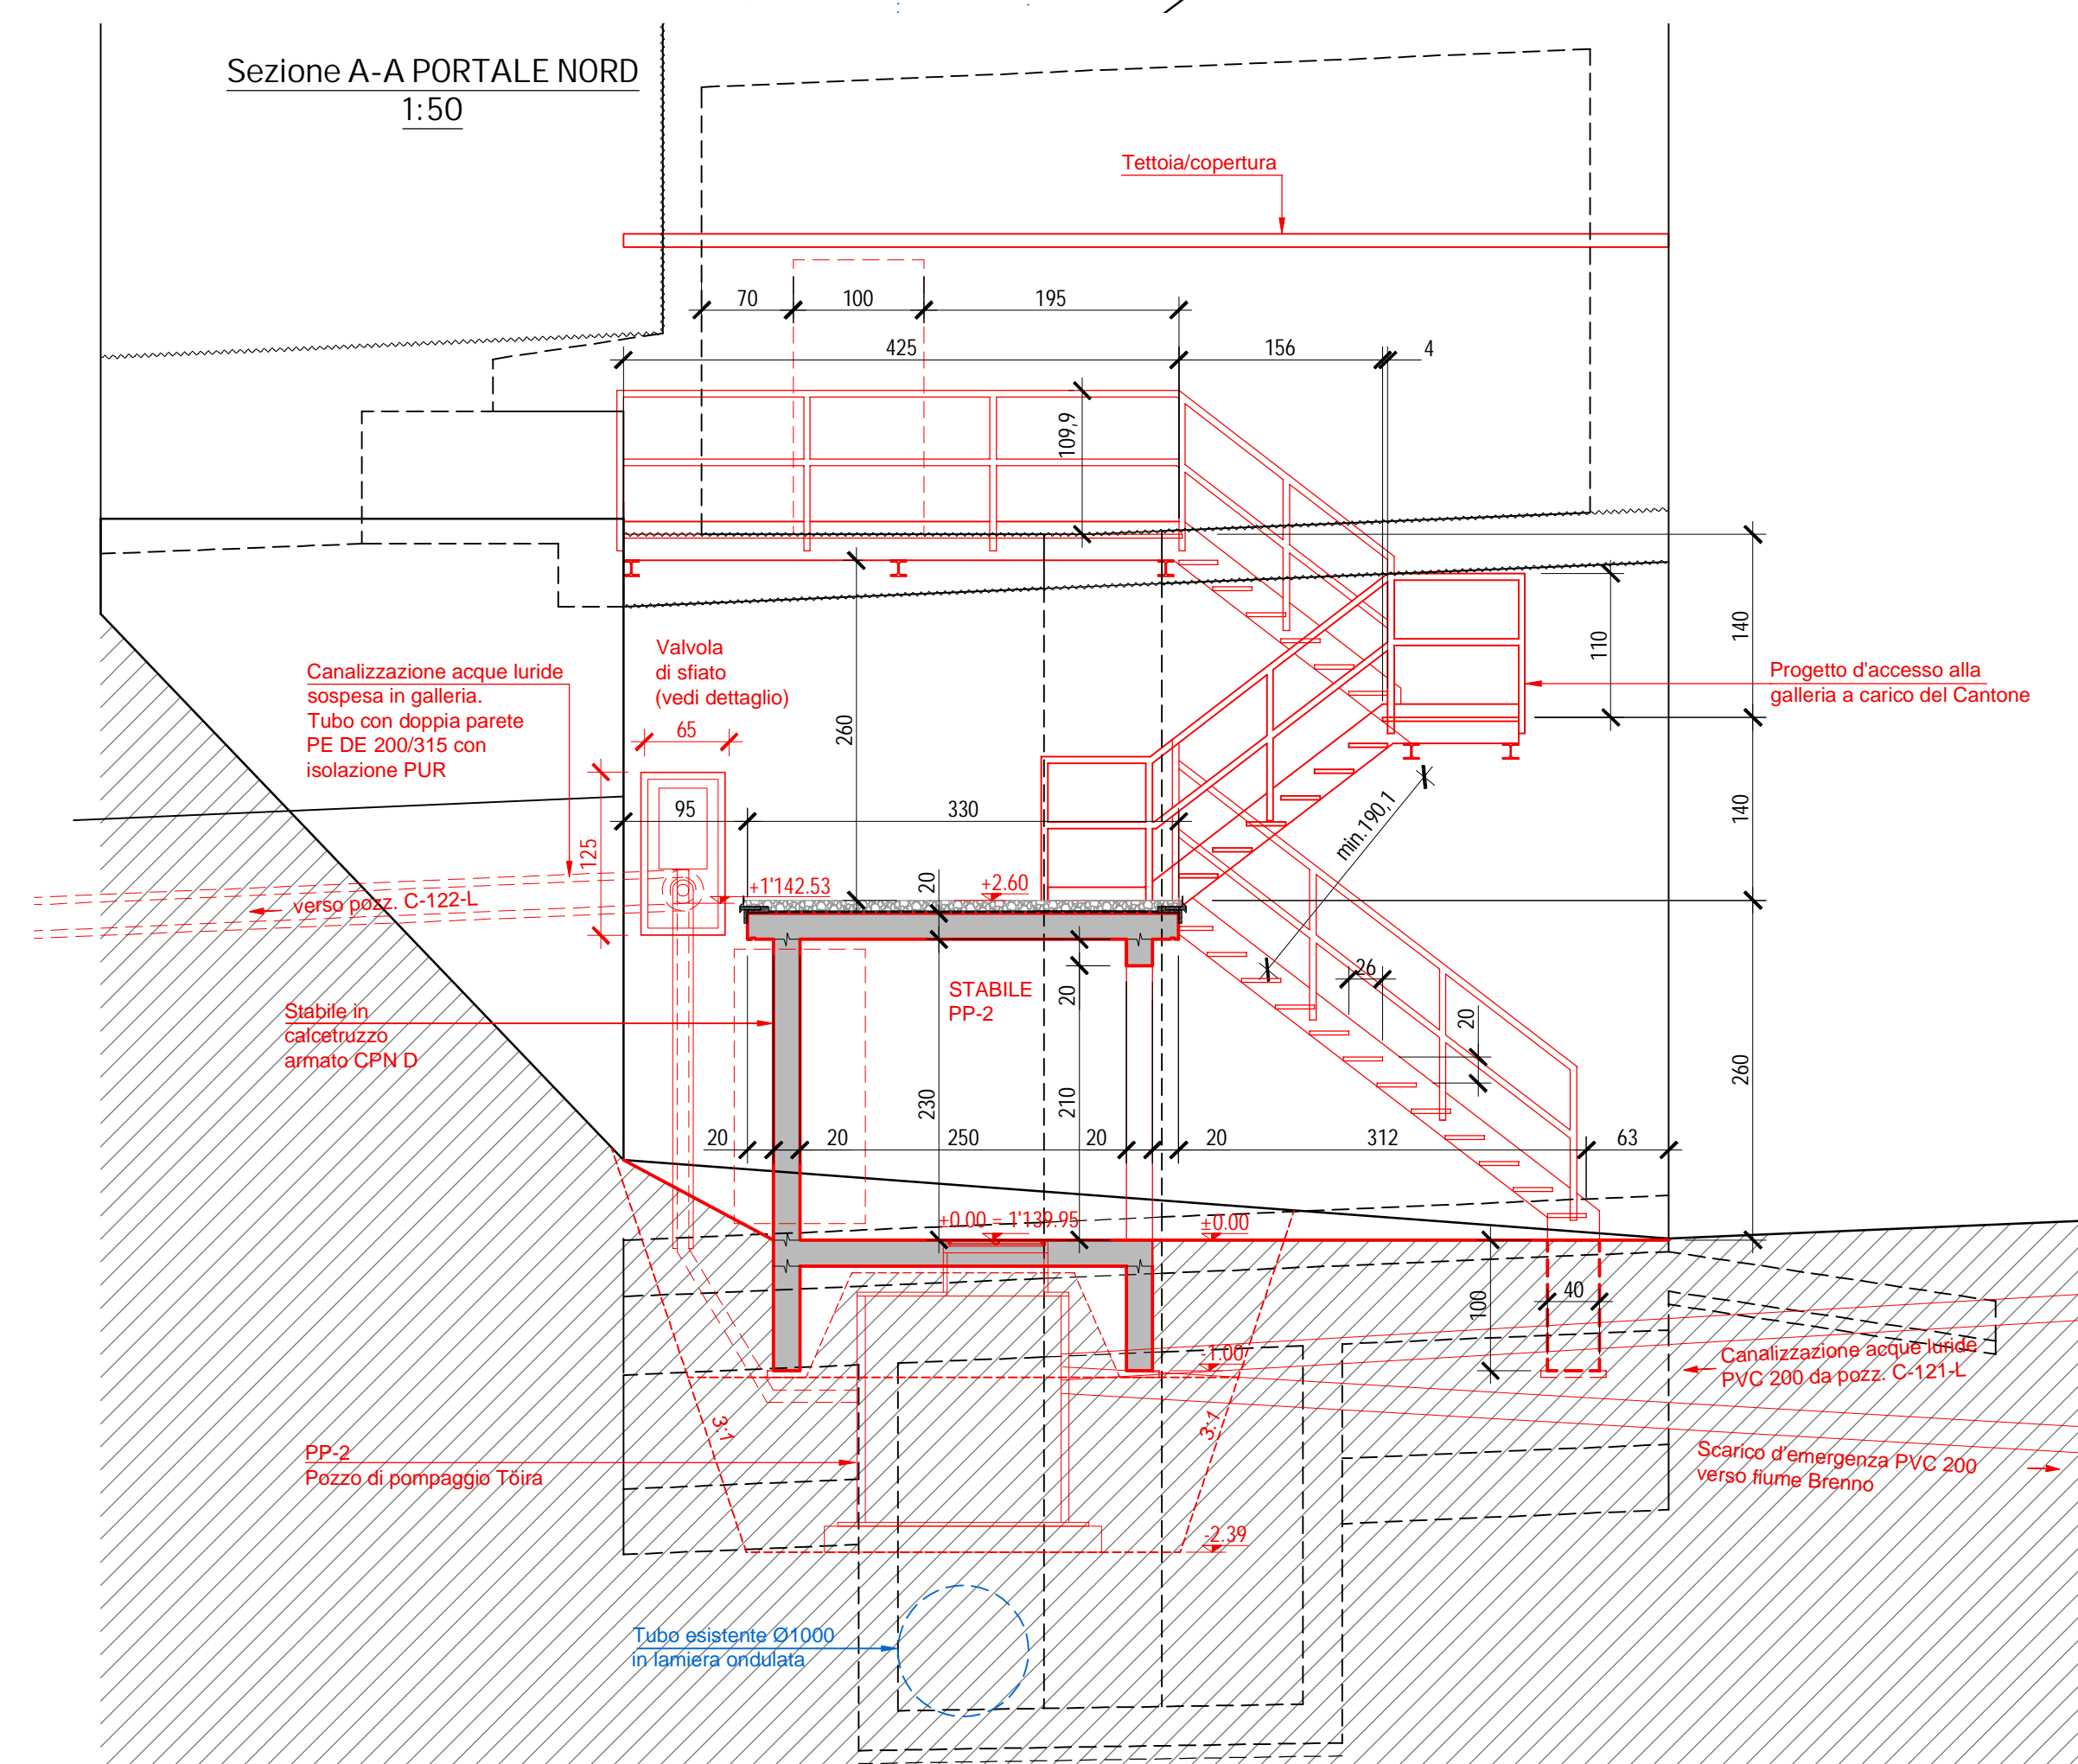 Sezione A-A PORTALE NORD
1:50
Tettoia/copertura
70
100
195
425
156
4
109,9
Canalizzazione acque luride
sospesa in galleria.
Tubo con doppia parete
PE DE 200/315 con
isolazione PUR
Valvola
di sfiato
(vedi dettaglio)
65
125
260
110
140
Progetto d'accesso alla
galleria a carico del Cantone
95
330
min.190,1
140
verso pozz. C-122-L
+1'142.53
20
+2.60
STABILE
PP-2
20
26
20
Stabile in
calcetruzzo
armato CPN D
230
210
260
20
20
250
20
20
312
63
+0.00 = 1'139.95
±0.00
100
40
-1.00
Canalizzazione acque luride
PVC 200 da pozz. C-121-L
3:1
3:1
PP-2
Pozzo di pompaggio Töira
Scarico d'emergenza PVC 200
verso fiume Brenno
-2.39
Tubo esistente Ø1000
in lamiera ondulata